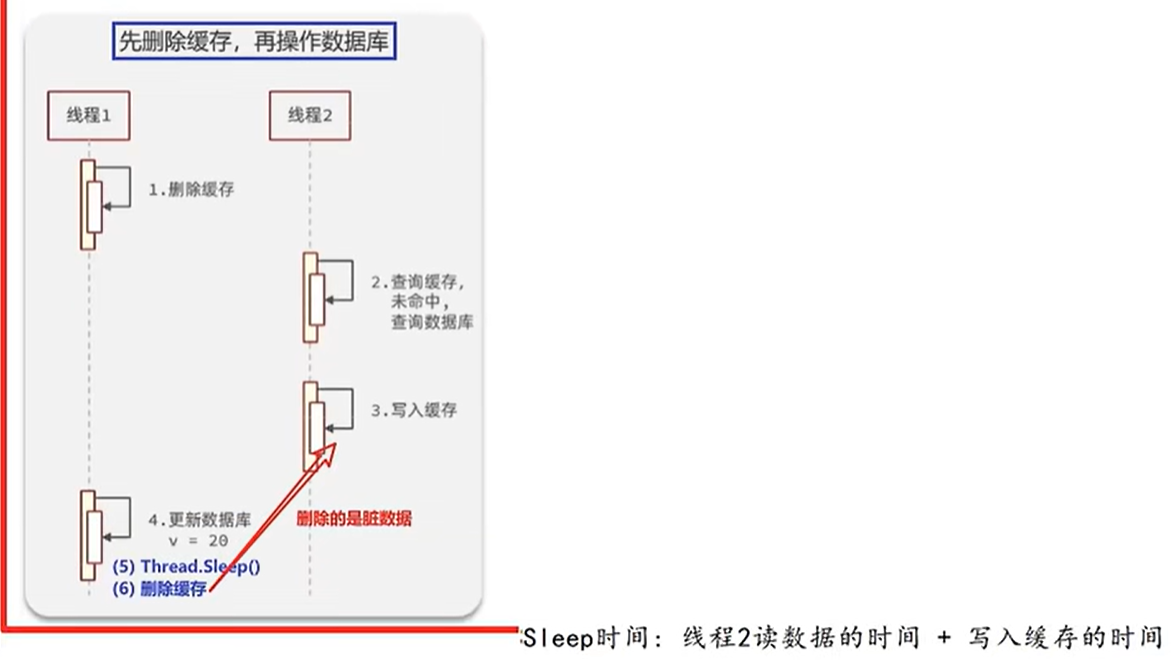 先删除缓存，再操作数据库
线程1
线程2
1.删除缓存
2.查询缓存，
未命中，
查询数据库
3.写入缓存
4.更新数据库
v = 20
删除的是脏数据
(5) Thread.Sleep()
(6) 删除缓存
Sleep时间：线程2读数据的时间 + 写入缓存的时间